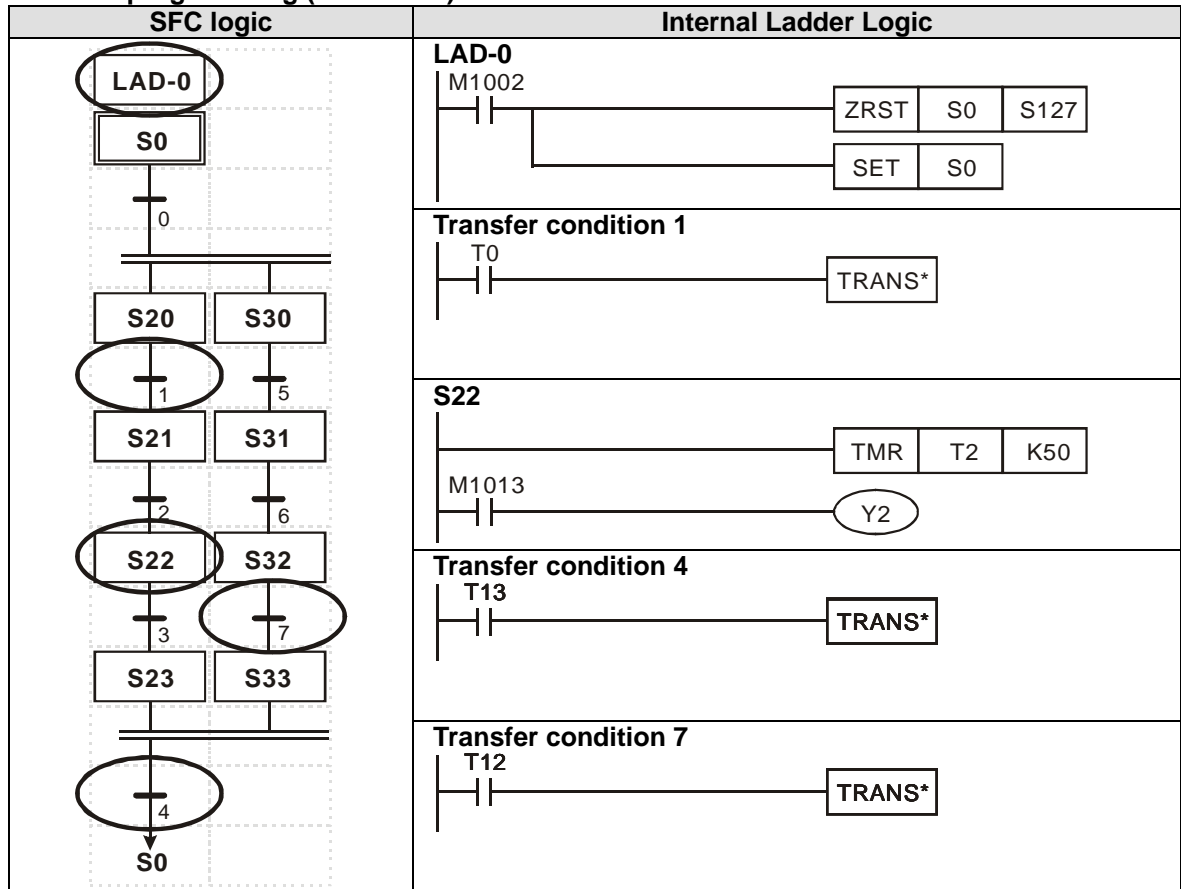 SFC logic
Internal Ladder Logic
LAD-0
S0
0
S20 S30
1 5
S21 S31
2 6
S22 S32
3 7
S23 S33
4
S0
LAD-0
M1002
ZRST S0 S127
SET S0
Transfer condition 1
T0
TRANS*
S22
TMR T2 K50
M1013
Y2
Transfer condition 4
T13
TRANS*
Transfer condition 7
T12
TRANS*